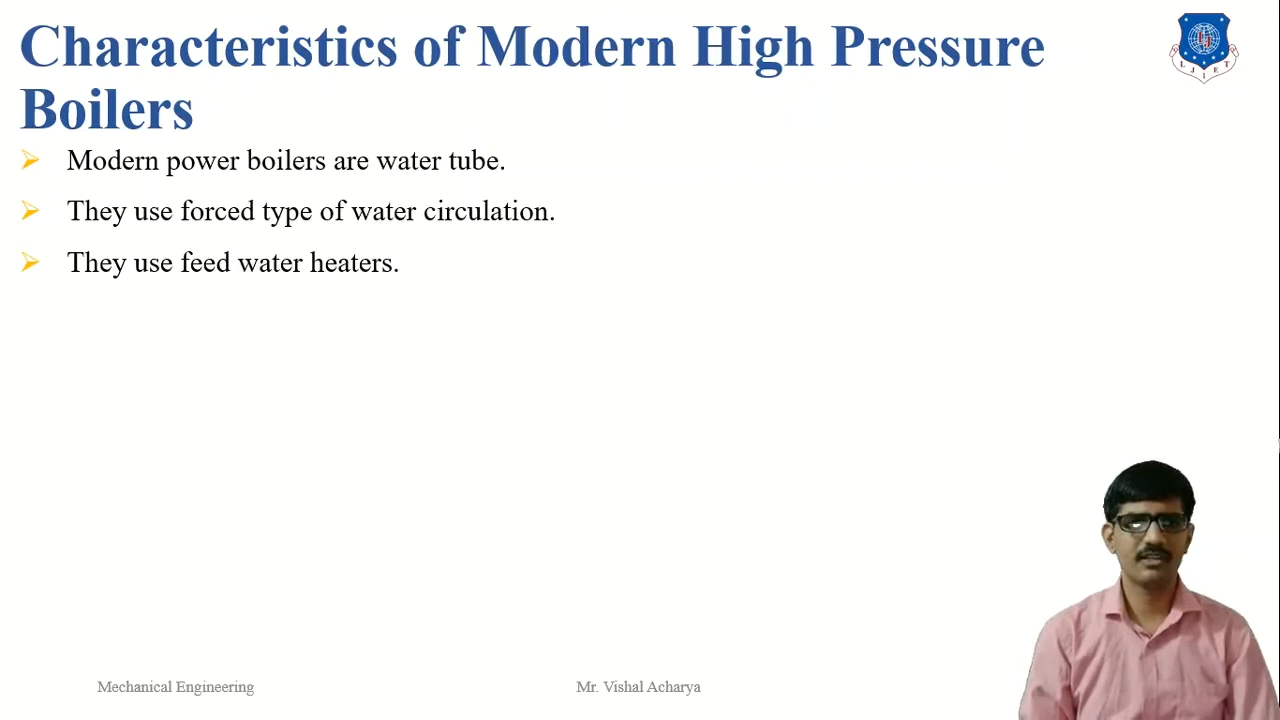 Characteristics of Modern High Pressure
Boilers
Modern power boilers are water tube.
They use forced type of water circulation.
They use feed water heaters.
L J I E T
Mechanical Engineering
Mr. Vishal Acharya